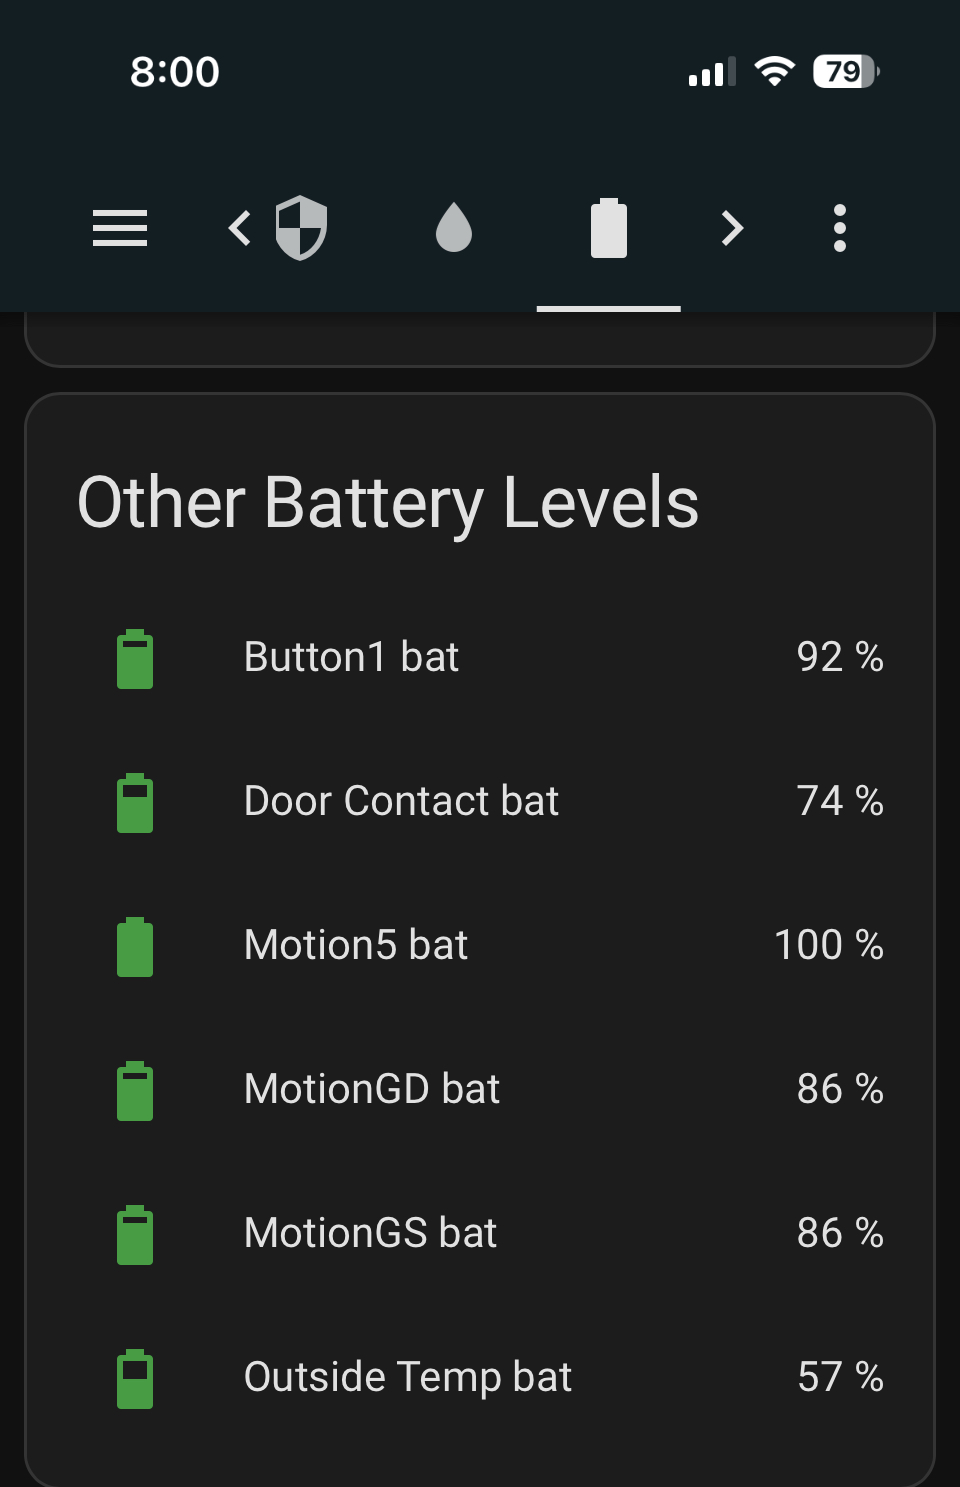 8:00
79
Other Battery Levels
Button1 bat 92 %
Door Contact bat 74 %
Motion5 bat 100 %
MotionGD bat 86 %
MotionGS bat 86 %
Outside Temp bat 57 %